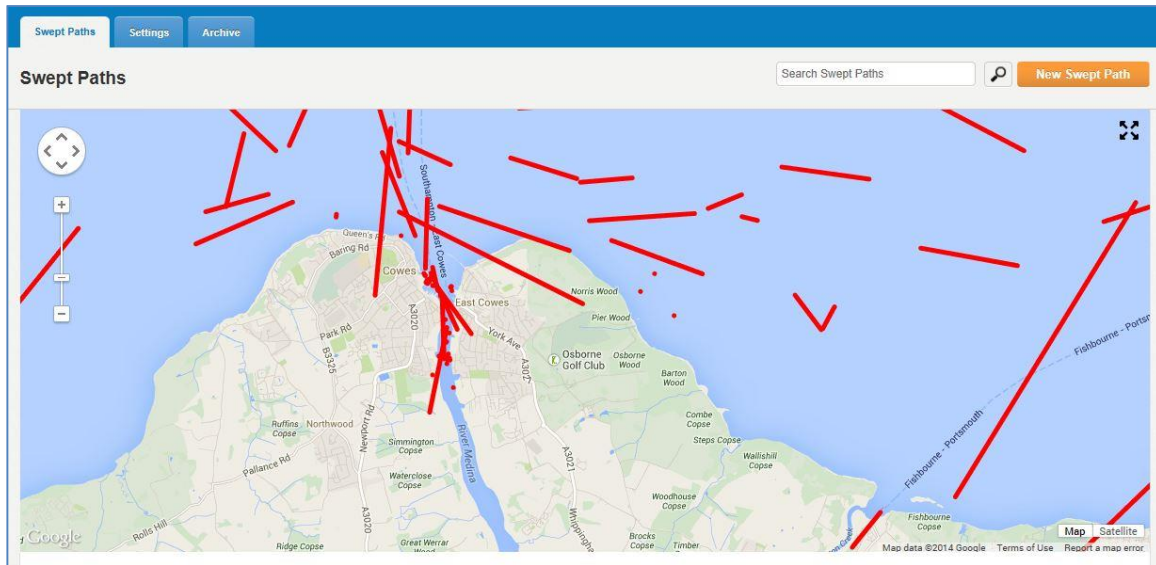 Swept Paths
Settings
Archive
Swept Paths
Search Swept Paths
New Swept Path
Southampton
East Cowes
Queen's
Baring Rd
Cowes
East Cowes
Norris Wood
Pier Wood
Park Rd
A3020
York Ave
B3325
Osborne
Golf Club
Osborne
Wood
A3021
Barton
Wood
Fishbourne - Ports
Combe
Copse
Ruffins
Copse
Northwood
Newport Rd
Steps Copse
Fishbourne - Portsmouth
Simmington
Copse
River Medina
Wallishill
Copse
Pallance Rd
A3021
Waterclose
Copse
Woodhouse
Copse
A3020
Whippingha
Fishbourne
Copse
Rolls Hill
Google
Ridge Copse
Great Werrar
Wood
Brocks
Copse
Timber
Map
Satellite
Map data ©2014 Google
Terms of Use
Report a map error